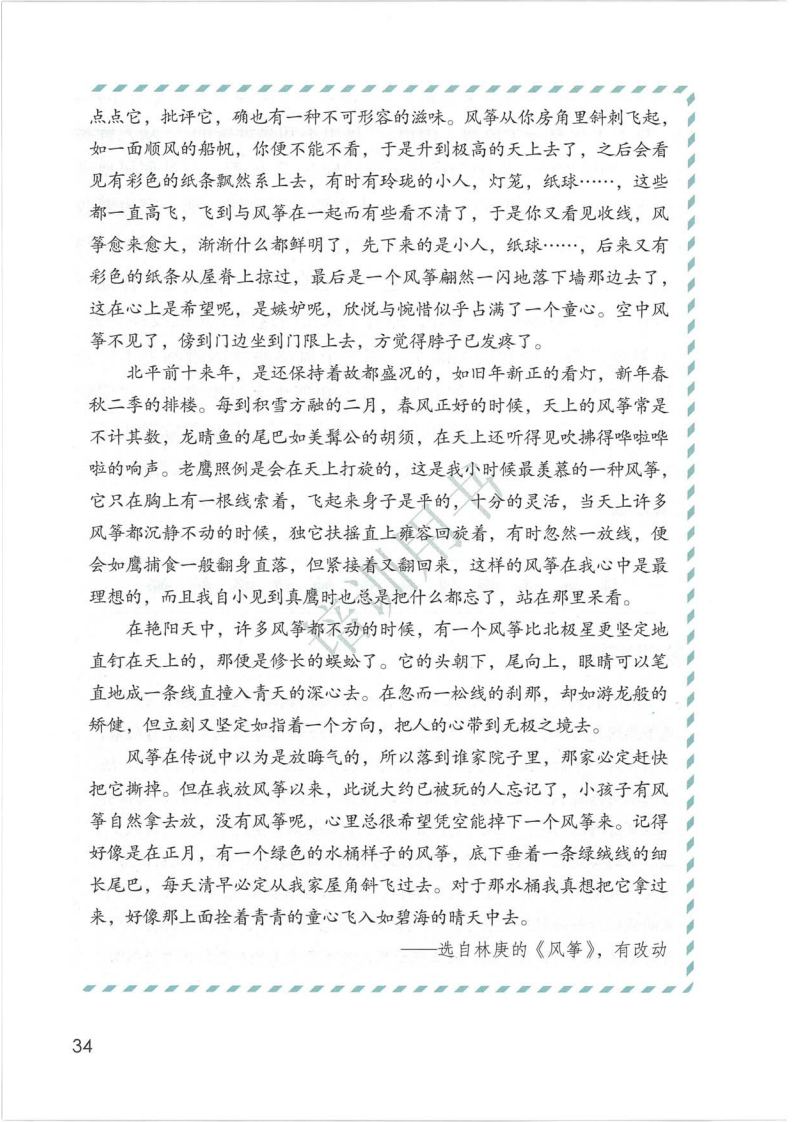 点点它，批评它，确也有一种不可形容的滋味。风筝从你房角里斜刺飞起，
如一面顺风的船帆，你便不能不看，于是升到极高的天上去了，之后会看
见有彩色的纸条飘然系上去，有时有玲珑的小人，灯笼，纸球……，这些
都一直高飞，飞到与风筝在一起而有些看不清了，于是你又看见收线，风
筝愈来愈大，渐渐什么都鲜明了，先下来的是小人，纸球……，后来又有
彩色的纸条从屋脊上掠过，最后是一个风筝翩然一闪地落下墙那边去了，
这在心上是希望呢，是嫉妒呢，欣悦与惋惜似乎占满了一个童心。空中风
筝不见了，傍到门边坐到门限上去，方觉得脖子已发疼了。
北平前十来年，是还保持着故都盛况的，如旧年新正的看灯，新年春
秋二季的排楼。每到积雪方融的二月，春风正好的时候，天上的风筝常是
不计其数，龙睛鱼的尾巴如美髯公的胡须，在天上还听得见吹拂得哗啦哗
啦的响声。老鹰照例是会在天上打旋的，这是我小时候最羡慕的一种风筝，
它只在胸上有一根线索着，飞起来身子是平的，十分的灵活，当天上许多
风筝都沉静不动的时候，独它扶摇直上雍容回旋着，有时忽然一放线，便
会如鹰捕食一般翻身直落，但紧接着又翻回来，这样的风筝在我心中是最
理想的，而且我自小见到真鹰时也总是把什么都忘了，站在那里呆看。
在艳阳天中，许多风筝都不动的时候，有一个风筝比北极星更坚定地
直钉在天上的，那便是修长的蜈蚣了。它的头朝下，尾向上，眼睛可以笔
直地成一条线直撞入青天的深心去。在忽而一松线的刹那，却如游龙般的
矫健，但立刻又坚定如指着一个方向，把人的心带到无极之境去。
风筝在传说中以为是放晦气的，所以落到谁家院子里，那家必定赶快
把它撕掉。但在我放风筝以来，此说大约已被玩的人忘记了，小孩子有风
筝自然拿去放，没有风筝呢，心里总很希望凭空能掉下一个风筝来。记得
好像是在正月，有一个绿色的水桶样子的风筝，底下垂着一条绿绒线的细
长尾巴，每天清早必定从我家屋角斜飞过去。对于那水桶我真想把它拿过
来，好像那上面拴着青青的童心飞入如碧海的晴天中去。
——选自林庚的《风筝》，有改动
培训用书
34